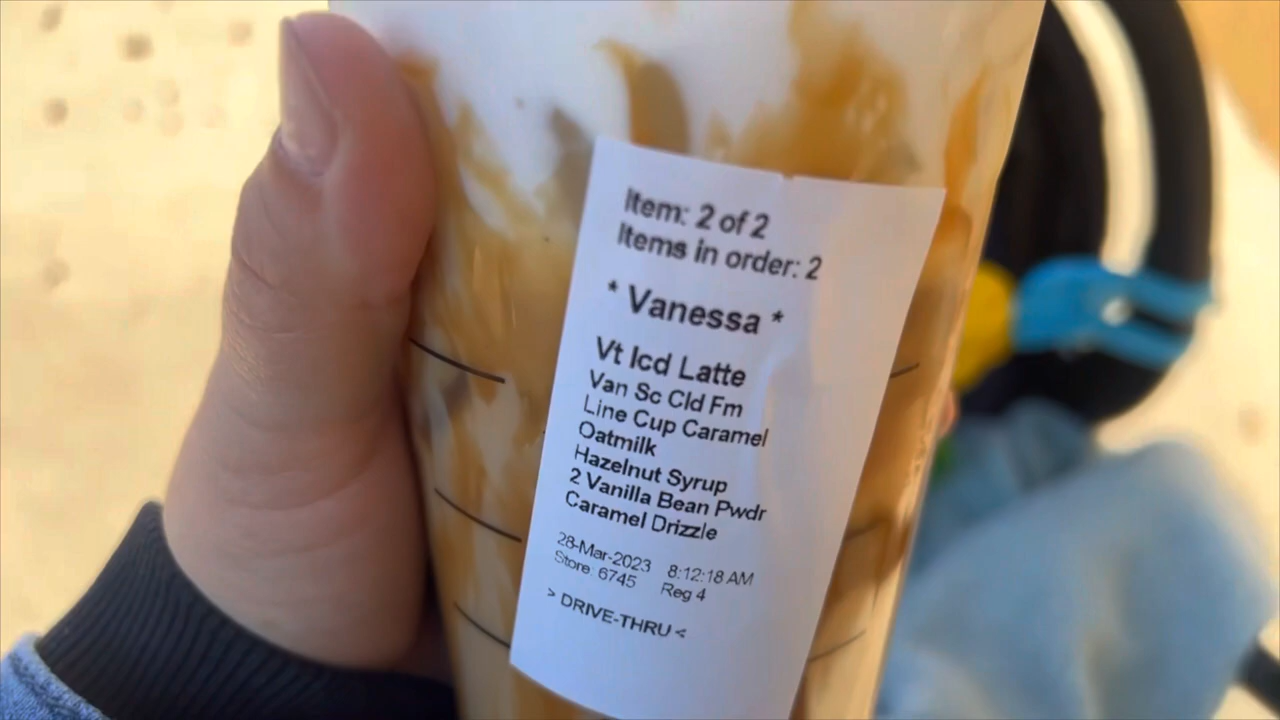 Item: 2 of 2
Items in order: 2
* Vanessa *
Vt Icd Latte
Van Sc Cld Fm
Line Cup Caramel
Oatmilk
Hazelnut Syrup
2 Vanilla Bean Pwdr
Caramel Drizzle
28-Mar-2023 8:12:18 AM
Store: 6745 Reg 4
> DRIVE-THRU <